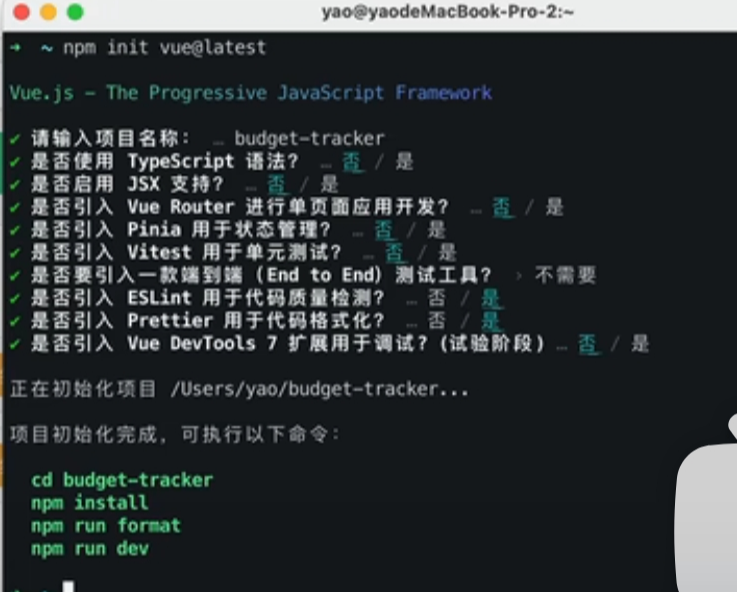 yao@yaodeMacBook-Pro-2:~
➜ ~ npm init vue@latest
Vue.js - The Progressive JavaScript Framework
✔ 请输入项目名称: … budget-tracker
✔ 是否使用 TypeScript 语法? … 否 / 是
✔ 是否启用 JSX 支持? … 否 / 是
✔ 是否引入 Vue Router 进行单页面应用开发? … 否 / 是
✔ 是否引入 Pinia 用于状态管理? … 否 / 是
✔ 是否引入 Vitest 用于单元测试? … 否 / 是
✔ 是否要引入一款端到端 (End to End) 测试工具? › 不需要
✔ 是否引入 ESLint 用于代码质量检测? … 否 / 是
✔ 是否引入 Prettier 用于代码格式化? … 否 / 是
✔ 是否引入 Vue DevTools 7 扩展用于调试? (试验阶段) … 否 / 是
正在初始化项目 /Users/yao/budget-tracker...
项目初始化完成，可执行以下命令:
cd budget-tracker
npm install
npm run format
npm run dev